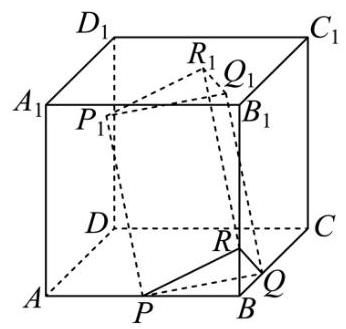 D₁ C₁
R₁
Q₁
A₁ P₁ B₁
D C
R
Q
A P B